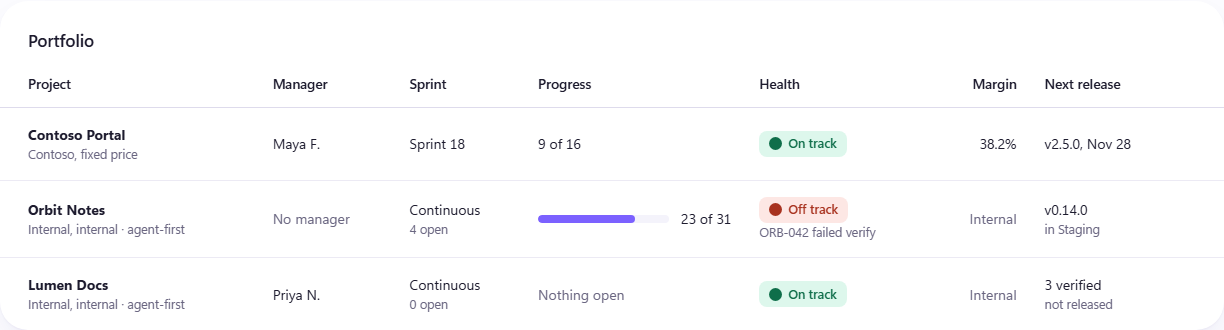 Portfolio
Project Manager Sprint Progress Health Margin Next release
Contoso Portal
Contoso, fixed price
Maya F.
Sprint 18
9 of 16
On track
38.2%
v2.5.0, Nov 28
Orbit Notes
Internal, internal · agent-first
No manager
Continuous
4 open
23 of 31
Off track
ORB-042 failed verify
Internal
v0.14.0
in Staging
Lumen Docs
Internal, internal · agent-first
Priya N.
Continuous
0 open
Nothing open
On track
Internal
3 verified
not released